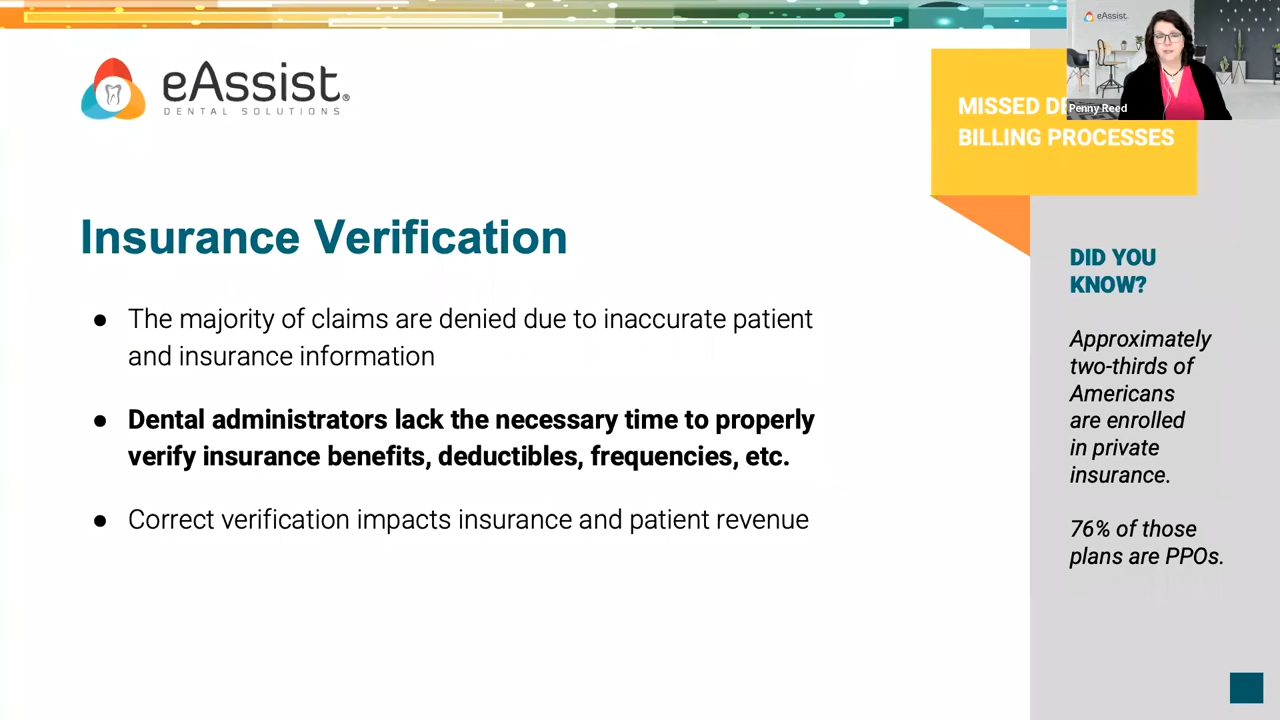 eAssist®
DENTAL SOLUTIONS
MISSED
BILLING PROCESSES
eAssist.
Penny Reed
Insurance Verification
● The majority of claims are denied due to inaccurate patient
and insurance information
● Dental administrators lack the necessary time to properly
verify insurance benefits, deductibles, frequencies, etc.
● Correct verification impacts insurance and patient revenue
DID YOU
KNOW?
Approximately
two-thirds of
Americans
are enrolled
in private
insurance.
76% of those
plans are PPOs.